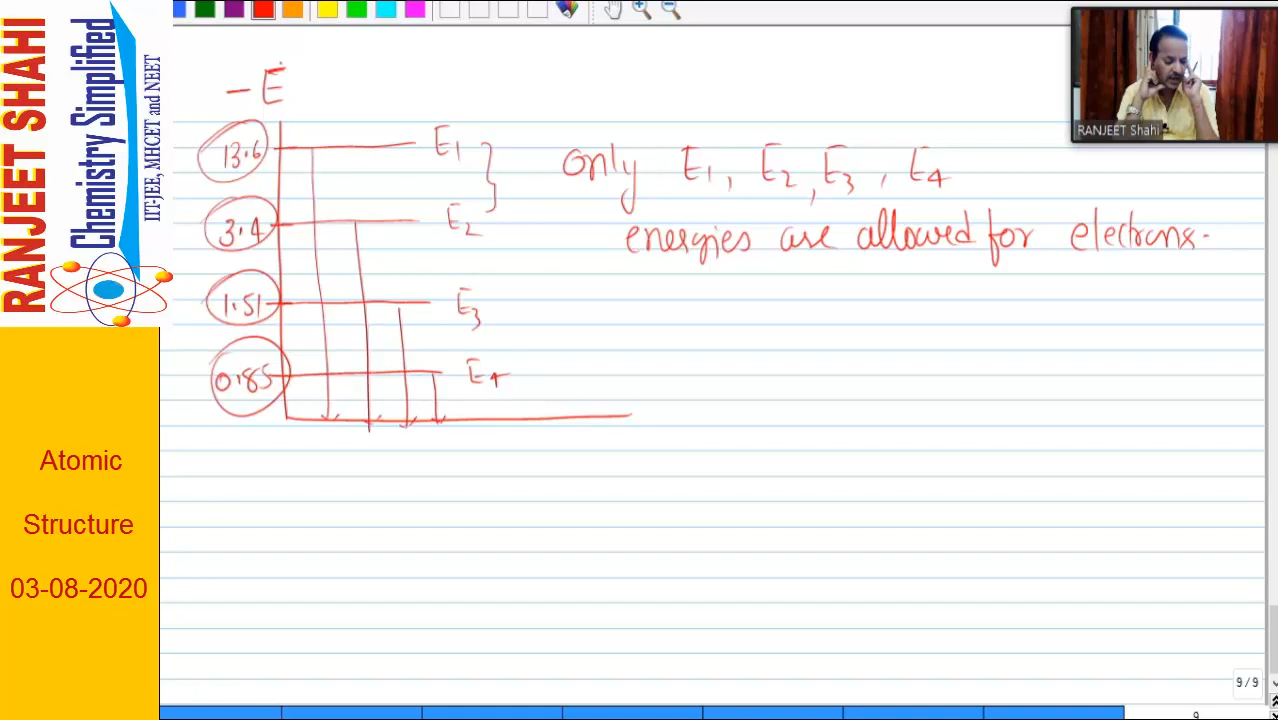 RANJEET SHAHI
Chemistry Simplified
IIT-JEE, MHCET and NEET
Atomic
Structure
03-08-2020
-E
13.6
E1
3.4
E2
1.51
E3
0.85
E4
only E1, E2, E3, E4
energies are allowed for electrons.
RANJEET Shahi
9/9
9